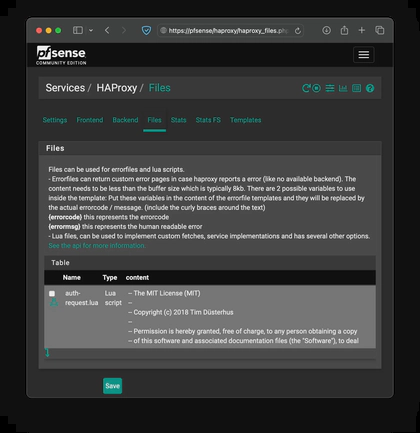 https://pfsense/haproxy/haproxy_files.ph
pfsense
COMMUNITY EDITION
Services / HAProxy / Files
Settings Frontend Backend Files Stats Stats FS Templates
Files
Files can be used for errorfiles and lua scripts.
- Errorfiles can return custom error pages in case haproxy reports a error (like no available backend). The
content needs to be less than the buffer size which is typically 8kb. There are 2 possible variables to use
inside the template: Put these variables in the content of the errorfile templates and they will be replaced by
the actual errorcode / message. (include the curly braces around the text)
{errorcode} this represents the errorcode
{errormsg} this represents the human readable error
- Lua files, can be used to implement custom fetches, service implementations and has several other options.
See the api for more information.
Table
Name Type content
auth-request.lua Lua script -- The MIT License (MIT)
--
-- Copyright (c) 2018 Tim Düsterhus
--
-- Permission is hereby granted, free of charge, to any person obtaining a copy
-- of this software and associated documentation files (the "Software"), to deal
Save